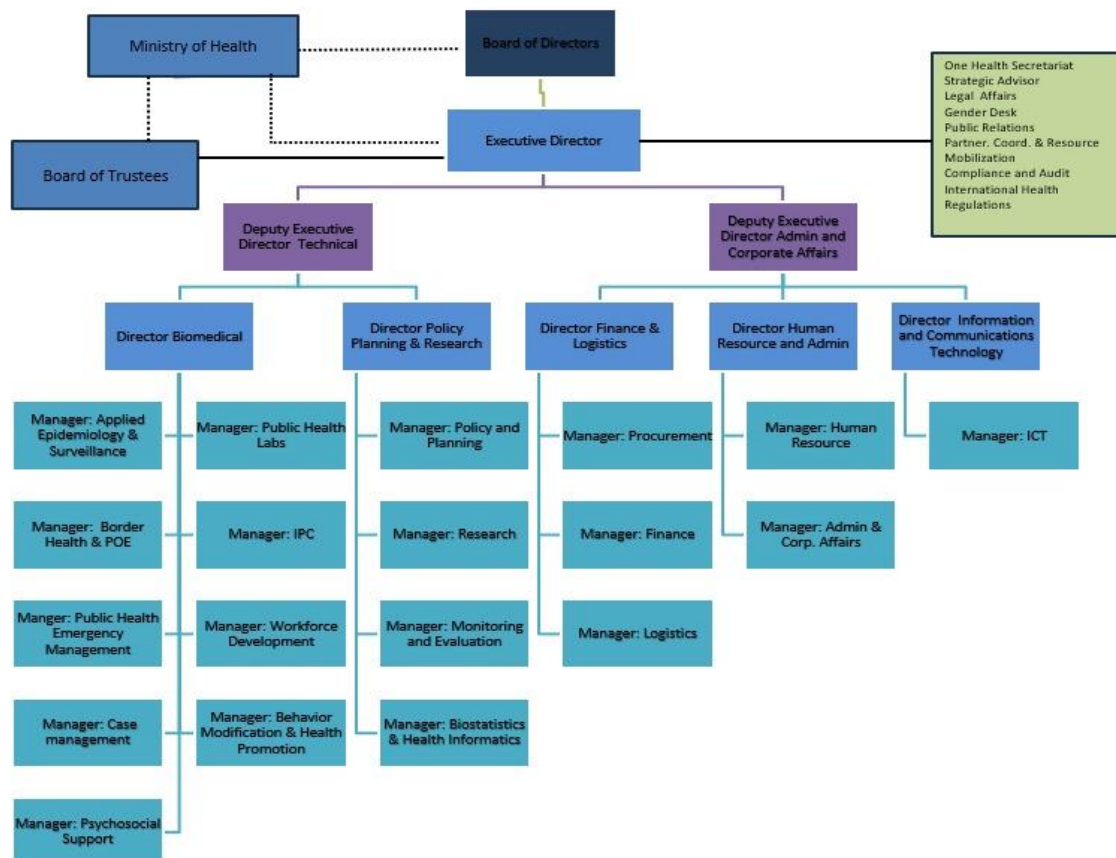 Ministry of Health
Board of Directors
One Health Secretariat
Strategic Advisor
Legal Affairs
Gender Desk
Public Relations
Partner. Coord. & Resource
Mobilization
Compliance and Audit
International Health
Regulations
Executive Director
Board of Trustees
Deputy Executive
Director Technical
Deputy Executive
Director Admin and
Corporate Affairs
Director Biomedical
Director Policy
Planning & Research
Director Finance &
Logistics
Director Human
Resource and Admin
Director Information
and Communications
Technology
Manager: Applied
Epidemiology &
Surveillance
Manager: Public Health
Labs
Manager: Policy and
Planning
Manager: Procurement
Manager: Human
Resource
Manager: ICT
Manager: Border
Health & POE
Manager: IPC
Manager: Research
Manager: Finance
Manager: Admin &
Corp. Affairs
Manger: Public Health
Emergency
Management
Manager: Workforce
Development
Manager: Monitoring
and Evaluation
Manager: Logistics
Manager: Case
management
Manager: Behavior
Modification & Health
Promotion
Manager: Biostatistics
& Health Informatics
Manager: Psychosocial
Support